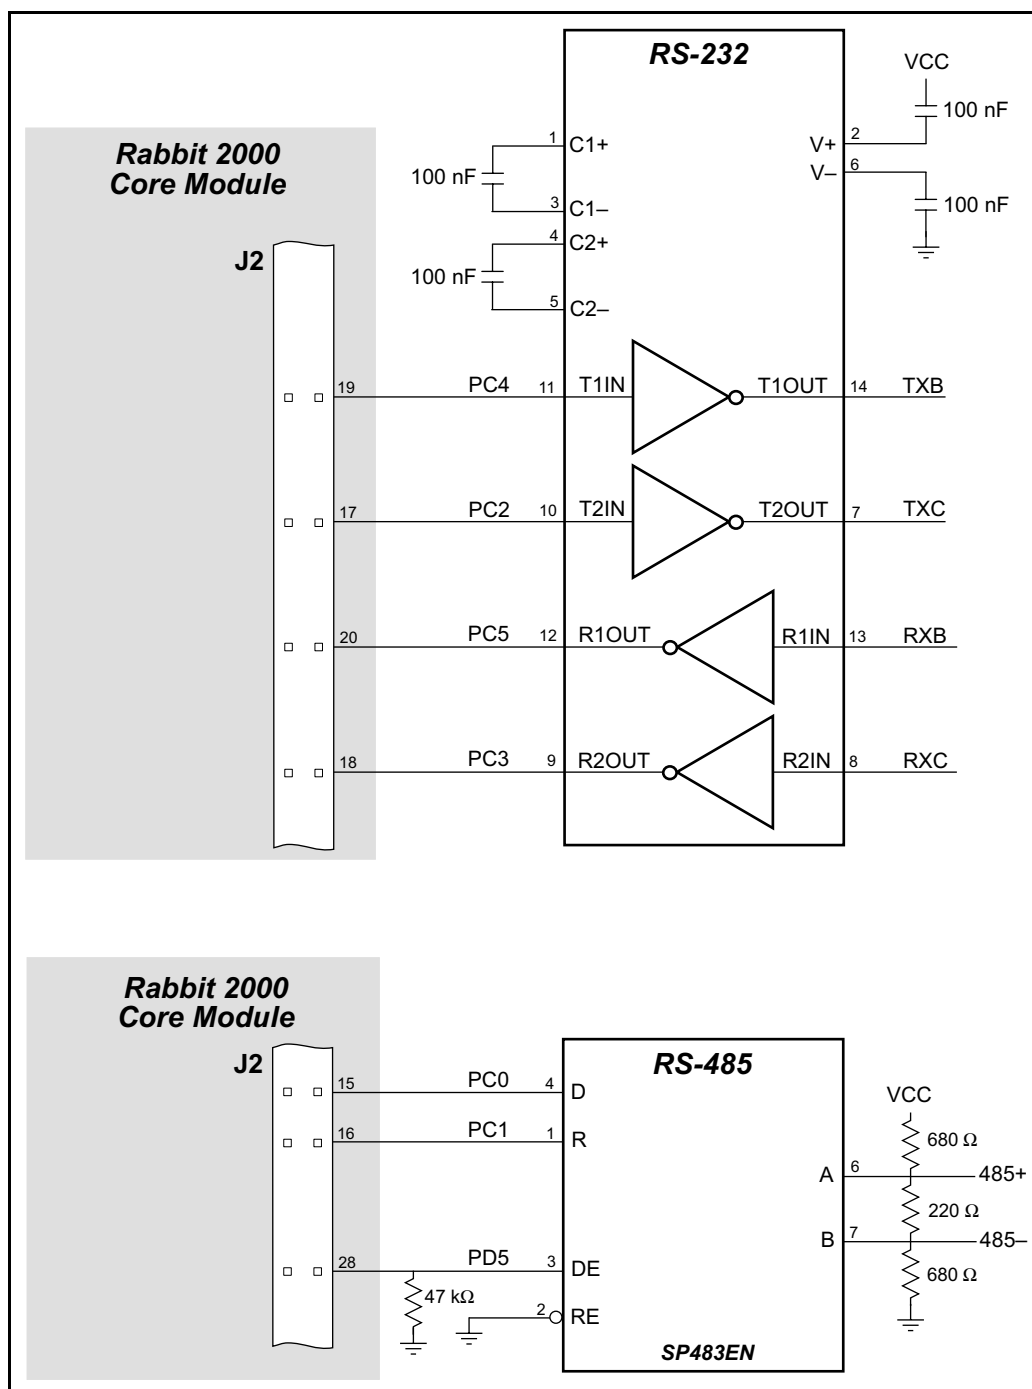 RS-232
VCC
100 nF
Rabbit 2000
Core Module
1 C1+
V+ 2
V– 6
100 nF
3 C1–
100 nF
4 C2+
J2
100 nF
5 C2–
19 PC4 11 T1IN T1OUT 14 TXB
17 PC2 10 T2IN T2OUT 7 TXC
20 PC5 12 R1OUT R1IN 13 RXB
18 PC3 9 R2OUT R2IN 8 RXC
Rabbit 2000
Core Module
J2
RS-485
15 PC0 4 D
VCC
16 PC1 1 R
680 Ω
A 6 485+
220 Ω
B 7 485–
28 PD5 3 DE
680 Ω
47 kΩ
2 RE
SP483EN